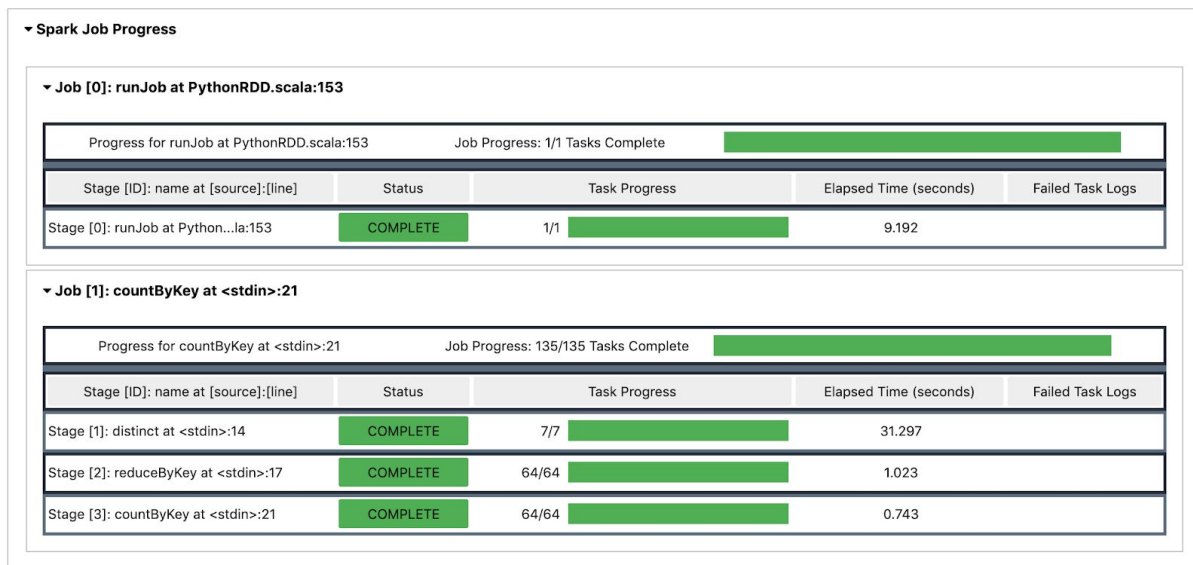 Spark Job Progress
Job [0]: runJob at PythonRDD.scala:153
Progress for runJob at PythonRDD.scala:153 Job Progress: 1/1 Tasks Complete
Stage [ID]: name at [source]:[line] Status Task Progress Elapsed Time (seconds) Failed Task Logs
Stage [0]: runJob at Python...la:153 COMPLETE 1/1 9.192
Job [1]: countByKey at <stdin>:21
Progress for countByKey at <stdin>:21 Job Progress: 135/135 Tasks Complete
Stage [ID]: name at [source]:[line] Status Task Progress Elapsed Time (seconds) Failed Task Logs
Stage [1]: distinct at <stdin>:14 COMPLETE 7/7 31.297
Stage [2]: reduceByKey at <stdin>:17 COMPLETE 64/64 1.023
Stage [3]: countByKey at <stdin>:21 COMPLETE 64/64 0.743